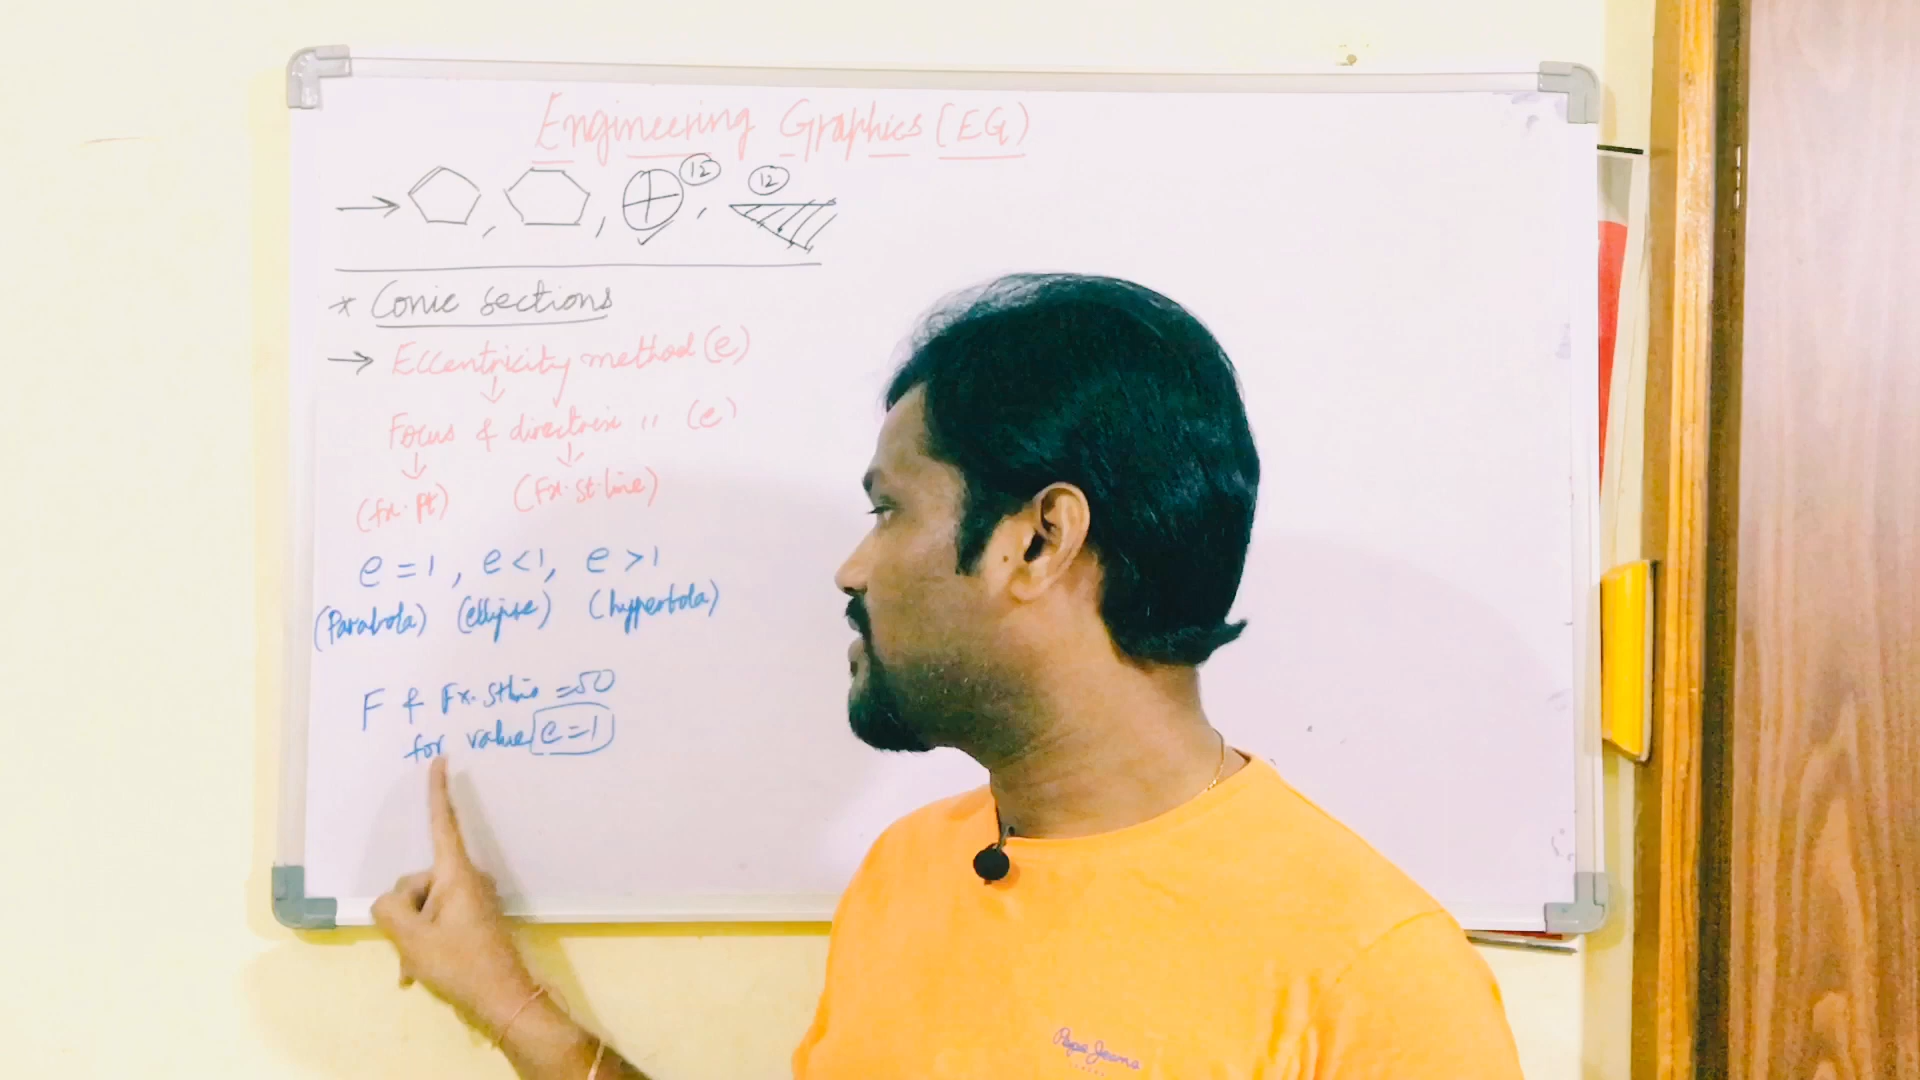 Engineering Graphics (EG)
→ , , 12 , 12
* Conic sections
→ Eccentricity method (e)
Focus & directrix 11 (e)
(fx. pt) (Fx. st. line)
e = 1, e < 1, e > 1
(Parabola) (ellipse) (hyperbola)
F & Fx. st line = 50
for value e = 1
Pepe Jeans